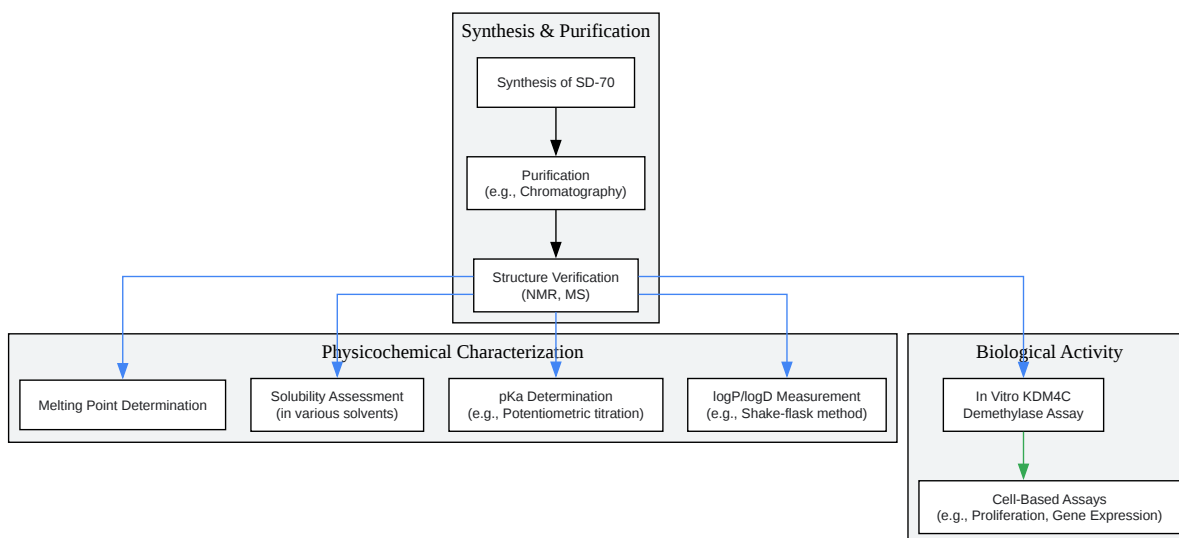 Synthesis & Purification
Synthesis of SD-70
Purification
(e.g., Chromatography)
Structure Verification
(NMR, MS)
Physicochemical Characterization
Melting Point Determination
Solubility Assessment
(in various solvents)
pKa Determination
(e.g., Potentiometric titration)
logP/logD Measurement
(e.g., Shake-flask method)
Biological Activity
In Vitro KDM4C
Demethylase Assay
Cell-Based Assays
(e.g., Proliferation, Gene Expression)